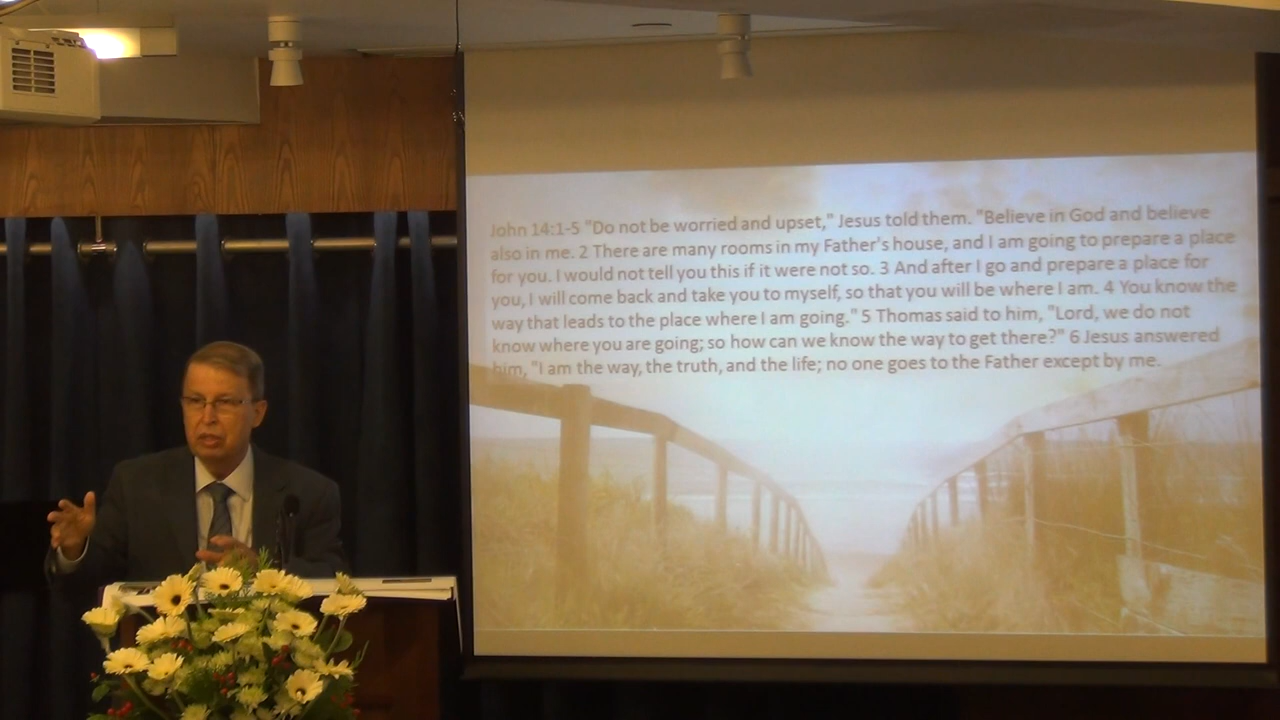 John 14:1-5 "Do not be worried and upset," Jesus told them. "Believe in God and believe
also in me. 2 There are many rooms in my Father's house, and I am going to prepare a place
for you. I would not tell you this if it were not so. 3 And after I go and prepare a place for
you, I will come back and take you to myself, so that you will be where I am. 4 You know the
way that leads to the place where I am going." 5 Thomas said to him, "Lord, we do not
know where you are going; so how can we know the way to get there?" 6 Jesus answered
him, "I am the way, the truth, and the life; no one goes to the Father except by me.